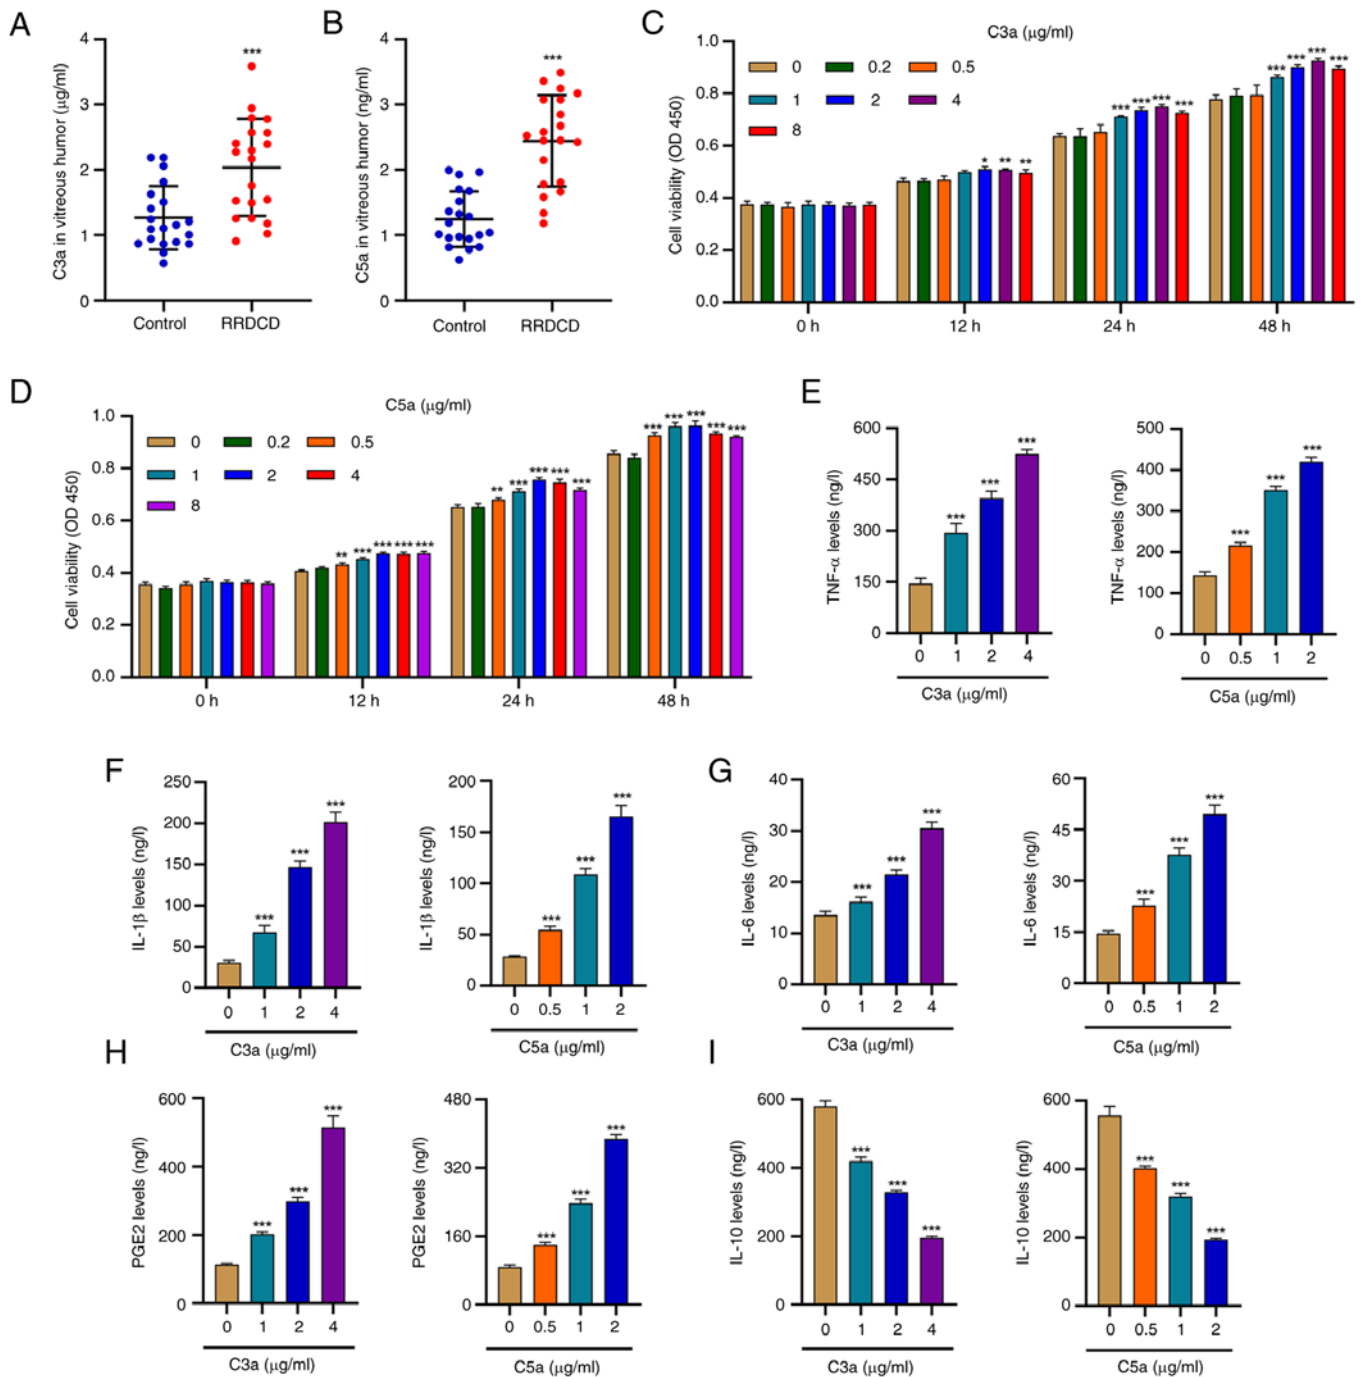 A
C3a in vitreous humor (μg/ml)
4
3
2
1
0
***
Control
RRDCD
B
C5a in vitreous humor (ng/ml)
4
3
2
1
0
***
Control
RRDCD
C
C3a (μg/ml)
Cell viability (OD 450)
1.0
0.8
0.6
0.4
0.2
0.0
0 0.2 0.5
1 2 4
8
* ** **
*** *** *** ***
*** *** *** ***
0 h 12 h 24 h 48 h
D
C5a (μg/ml)
Cell viability (OD 450)
1.0
0.8
0.6
0.4
0.2
0.0
0 0.2 0.5
1 2 4
8
** *** *** *** ***
** *** *** *** ***
*** *** *** *** ***
0 h 12 h 24 h 48 h
E
TNF-α levels (ng/l)
600
450
300
150
0
*** *** ***
0 1 2 4
C3a (μg/ml)
TNF-α levels (ng/l)
500
400
300
200
100
0
*** *** ***
0 0.5 1 2
C5a (μg/ml)
F
IL-1β levels (ng/l)
250
200
150
100
50
0
*** *** ***
0 1 2 4
C3a (μg/ml)
IL-1β levels (ng/l)
200
150
100
50
0
*** *** ***
0 0.5 1 2
C5a (μg/ml)
G
IL-6 levels (ng/l)
40
30
20
10
0
*** *** ***
0 1 2 4
C3a (μg/ml)
IL-6 levels (ng/l)
60
45
30
15
0
*** *** ***
0 0.5 1 2
C5a (μg/ml)
H
PGE2 levels (ng/l)
600
400
200
0
*** *** ***
0 1 2 4
C3a (μg/ml)
PGE2 levels (ng/l)
480
320
160
0
*** *** ***
0 0.5 1 2
C5a (μg/ml)
I
IL-10 levels (ng/l)
600
400
200
0
*** *** ***
0 1 2 4
C3a (μg/ml)
IL-10 levels (ng/l)
600
400
200
0
*** *** ***
0 0.5 1 2
C5a (μg/ml)